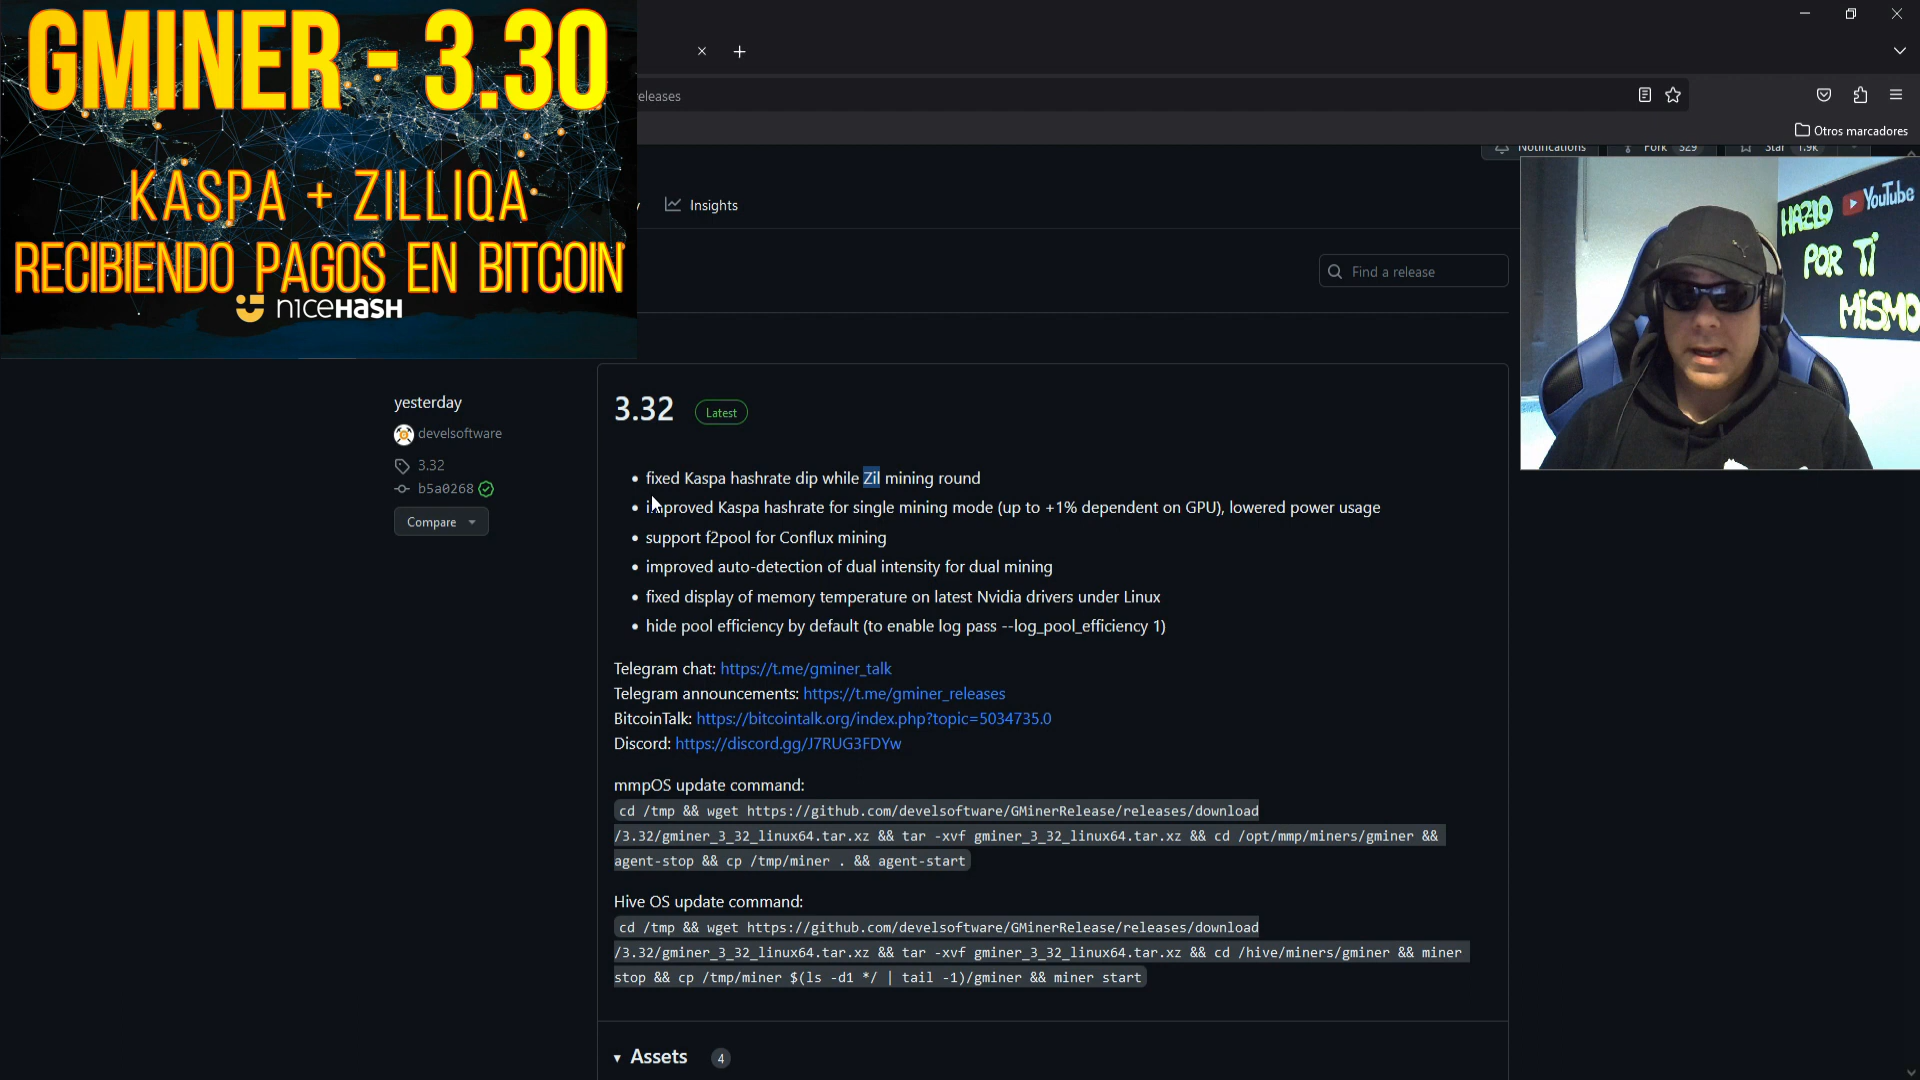 GMINER - 3.30
KASPA + ZILLIQA
RECIBIENDO PAGOS EN BITCOIN
niceHASH
eleases
Otros marcadores
Notifications
Fork 329
Star 1.9k
Insights
Find a release
HAZLO
POR TI
MISMO
YouTube
yesterday
develsoftware
3.32
b5a0268
Compare
3.32 Latest
• fixed Kaspa hashrate dip while Zil mining round
• improved Kaspa hashrate for single mining mode (up to +1% dependent on GPU), lowered power usage
• support f2pool for Conflux mining
• improved auto-detection of dual intensity for dual mining
• fixed display of memory temperature on latest Nvidia drivers under Linux
• hide pool efficiency by default (to enable log pass --log_pool_efficiency 1)
Telegram chat: https://t.me/gminer_talk
Telegram announcements: https://t.me/gminer_releases
BitcoinTalk: https://bitcointalk.org/index.php?topic=5034735.0
Discord: https://discord.gg/J7RUG3FDYw
mmpOS update command:
cd /tmp && wget https://github.com/develsoftware/GMinerRelease/releases/download
/3.32/gminer_3_32_linux64.tar.xz && tar -xvf gminer_3_32_linux64.tar.xz && cd /opt/mmp/miners/gminer &&
agent-stop && cp /tmp/miner . && agent-start
Hive OS update command:
cd /tmp && wget https://github.com/develsoftware/GMinerRelease/releases/download
/3.32/gminer_3_32_linux64.tar.xz && tar -xvf gminer_3_32_linux64.tar.xz && cd /hive/miners/gminer && miner
stop && cp /tmp/miner $(ls -d1 */ | tail -1)/gminer && miner start
Assets 4